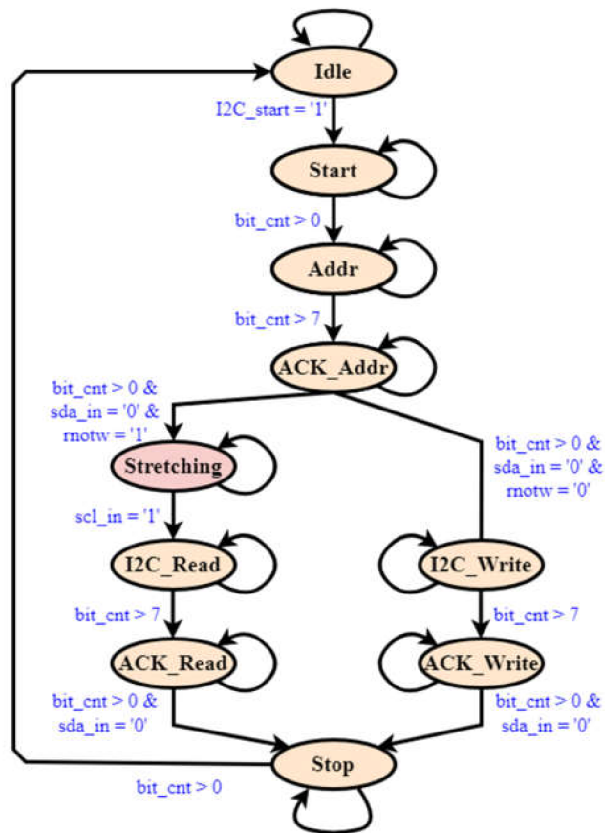 Idle
I2C_start = '1'
Start
bit_cnt > 0
Addr
bit_cnt > 7
ACK_Addr
bit_cnt > 0 &
sda_in = '0' &
rnotw = '1'
bit_cnt > 0 &
sda_in = '0' &
rnotw = '0'
Stretching
scl_in = '1'
I2C_Read
I2C_Write
bit_cnt > 7
bit_cnt > 7
ACK_Read
ACK_Write
bit_cnt > 0 &
sda_in = '0'
bit_cnt > 0 &
sda_in = '0'
Stop
bit_cnt > 0